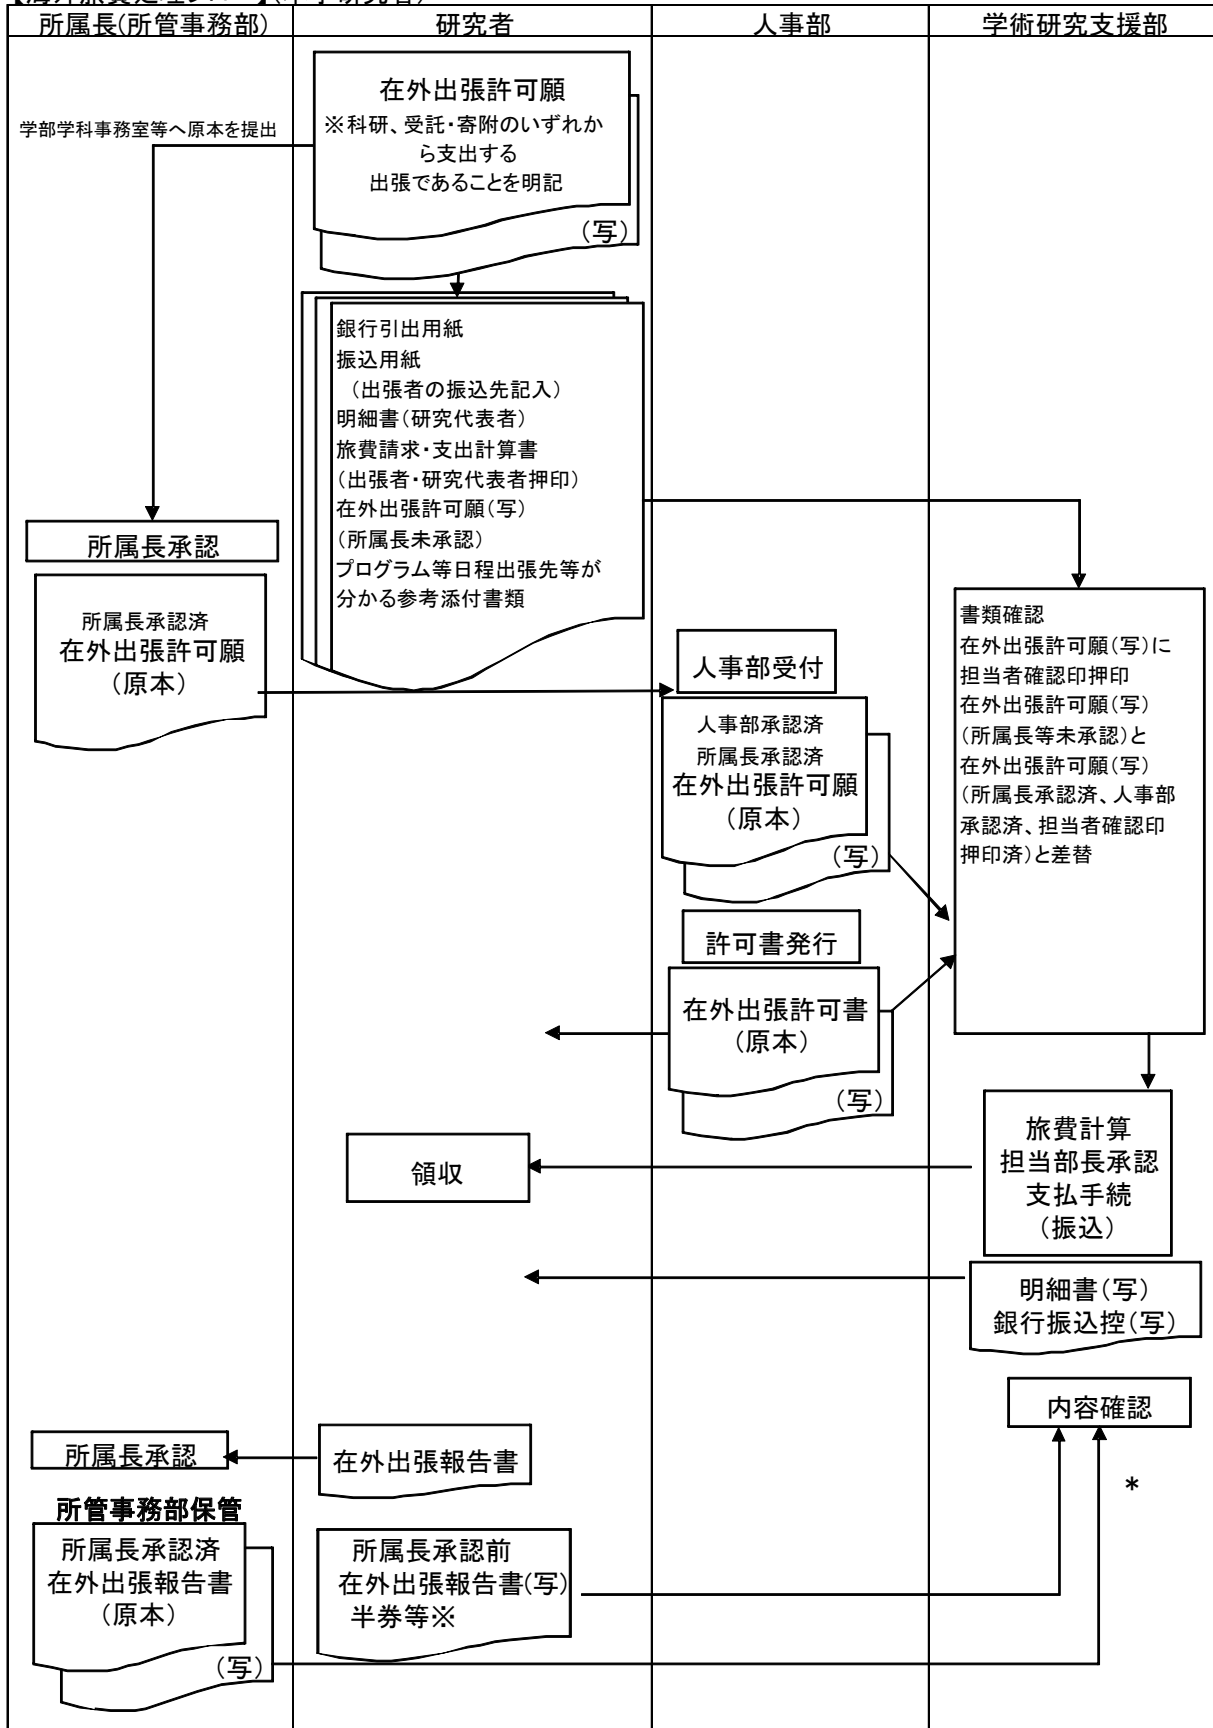 所属長(所管事務部)
研究者
人事部
学術研究支援部
在外出張許可願
※科研、受託・寄附のいずれか
ら支出する
出張であることを明記
(写)
学部学科事務室等へ原本を提出
銀行引出用紙
振込用紙
(出張者の振込先記入)
明細書(研究代表者)
旅費請求・支出計算書
(出張者・研究代表者押印)
在外出張許可願(写)
(所属長未承認)
プログラム等日程出張先等が
分かる参考添付書類
所属長承認
所属長承認済
在外出張許可願
(原本)
人事部受付
人事部承認済
所属長承認済
在外出張許可願
(原本)
(写)
書類確認
在外出張許可願(写)に
担当者確認印押印
在外出張許可願(写)
(所属長等未承認)と
在外出張許可願(写)
(所属長承認済、人事部
承認済、担当者確認印
押印済)と差替
許可書発行
在外出張許可書
(原本)
(写)
旅費計算
担当部長承認
支払手続
(振込)
領収
明細書(写)
銀行振込控(写)
内容確認
所属長承認
在外出張報告書
*
所管事務部保管
所属長承認済
在外出張報告書
(原本)
(写)
所属長承認前
在外出張報告書(写)
半券等※